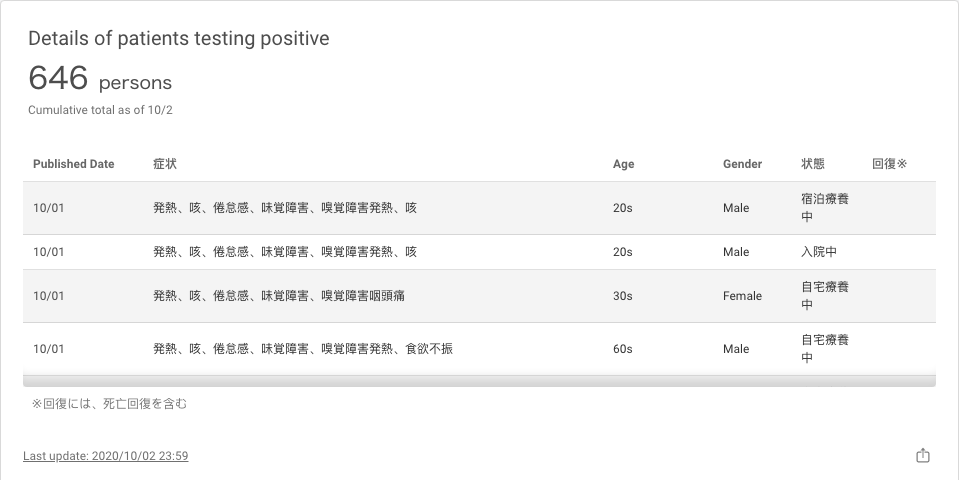 Details of patients testing positive
646 persons
Cumulative total as of 10/2
Published Date 症状 Age Gender 状態 回復※
10/01 発熱、咳、倦怠感、味覚障害、嗅覚障害発熱、咳 20s Male 宿泊療養
中
10/01 発熱、咳、倦怠感、味覚障害、嗅覚障害発熱、咳 20s Male 入院中
10/01 発熱、咳、倦怠感、味覚障害、嗅覚障害咽頭痛 30s Female 自宅療養
中
10/01 発熱、咳、倦怠感、味覚障害、嗅覚障害発熱、食欲不振 60s Male 自宅療養
中
※回復には、死亡回復を含む
Last update: 2020/10/02 23:59